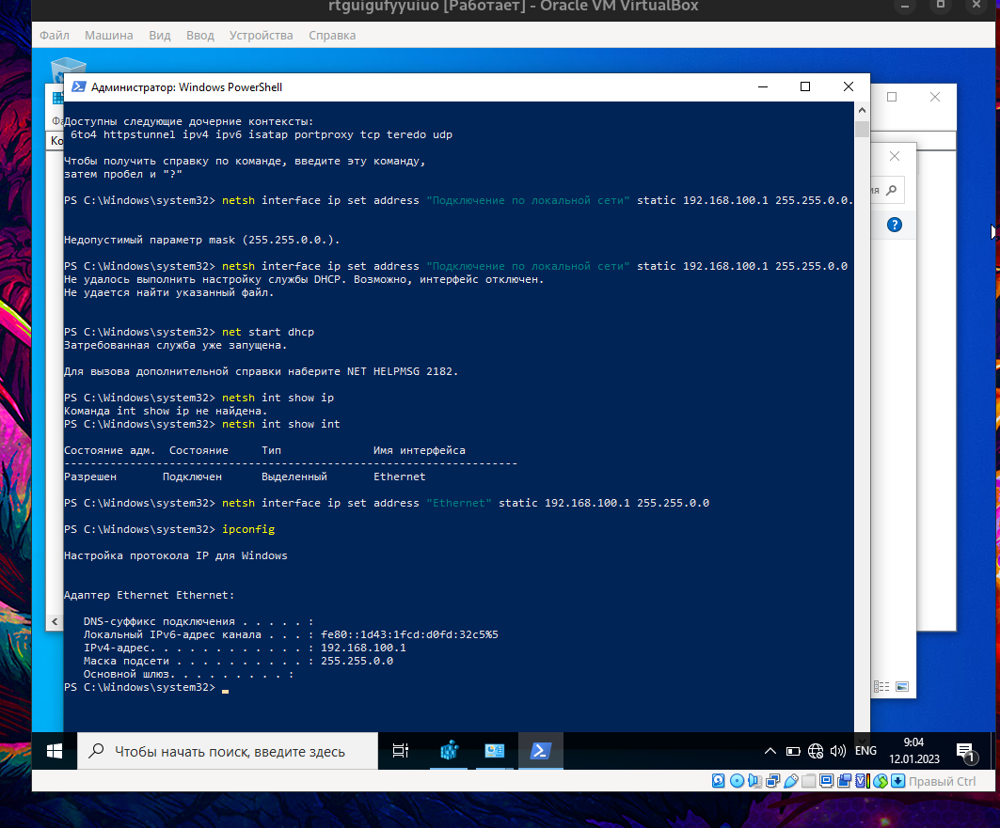 rtguigufyyuiuo [Работает] - Oracle VM VirtualBox
Файл Машина Вид Ввод Устройства Справка
Администратор: Windows PowerShell
Доступны следующие дочерние контексты:
6to4 httpstunnel ipv4 ipv6 isatap portproxy tcp teredo udp
Чтобы получить справку по команде, введите эту команду,
затем пробел и "?"
PS C:\Windows\system32> netsh interface ip set address "Подключение по локальной сети" static 192.168.100.1 255.255.0.0.
Недопустимый параметр mask (255.255.0.0.).
PS C:\Windows\system32> netsh interface ip set address "Подключение по локальной сети" static 192.168.100.1 255.255.0.0
Не удалось выполнить настройку службы DHCP. Возможно, интерфейс отключен.
Не удается найти указанный файл.
PS C:\Windows\system32> net start dhcp
Затребованная служба уже запущена.
Для вызова дополнительной справки наберите NET HELPMSG 2182.
PS C:\Windows\system32> netsh int show ip
Команда int show ip не найдена.
PS C:\Windows\system32> netsh int show int
Состояние адм. Состояние Тип Имя интерфейса
---------------------------------------------------------------------
Разрешен Подключен Выделенный Ethernet
PS C:\Windows\system32> netsh interface ip set address "Ethernet" static 192.168.100.1 255.255.0.0
PS C:\Windows\system32> ipconfig
Настройка протокола IP для Windows
Адаптер Ethernet Ethernet:
DNS-суффикс подключения . . . . . :
Локальный IPv6-адрес канала . . . : fe80::1d43:1fcd:d0fd:32c5%5
IPv4-адрес. . . . . . . . . . . . : 192.168.100.1
Маска подсети . . . . . . . . . . : 255.255.0.0
Основной шлюз. . . . . . . . . :
PS C:\Windows\system32>
Чтобы начать поиск, введите здесь
ENG
9:04
12.01.2023
1
Правый Ctrl